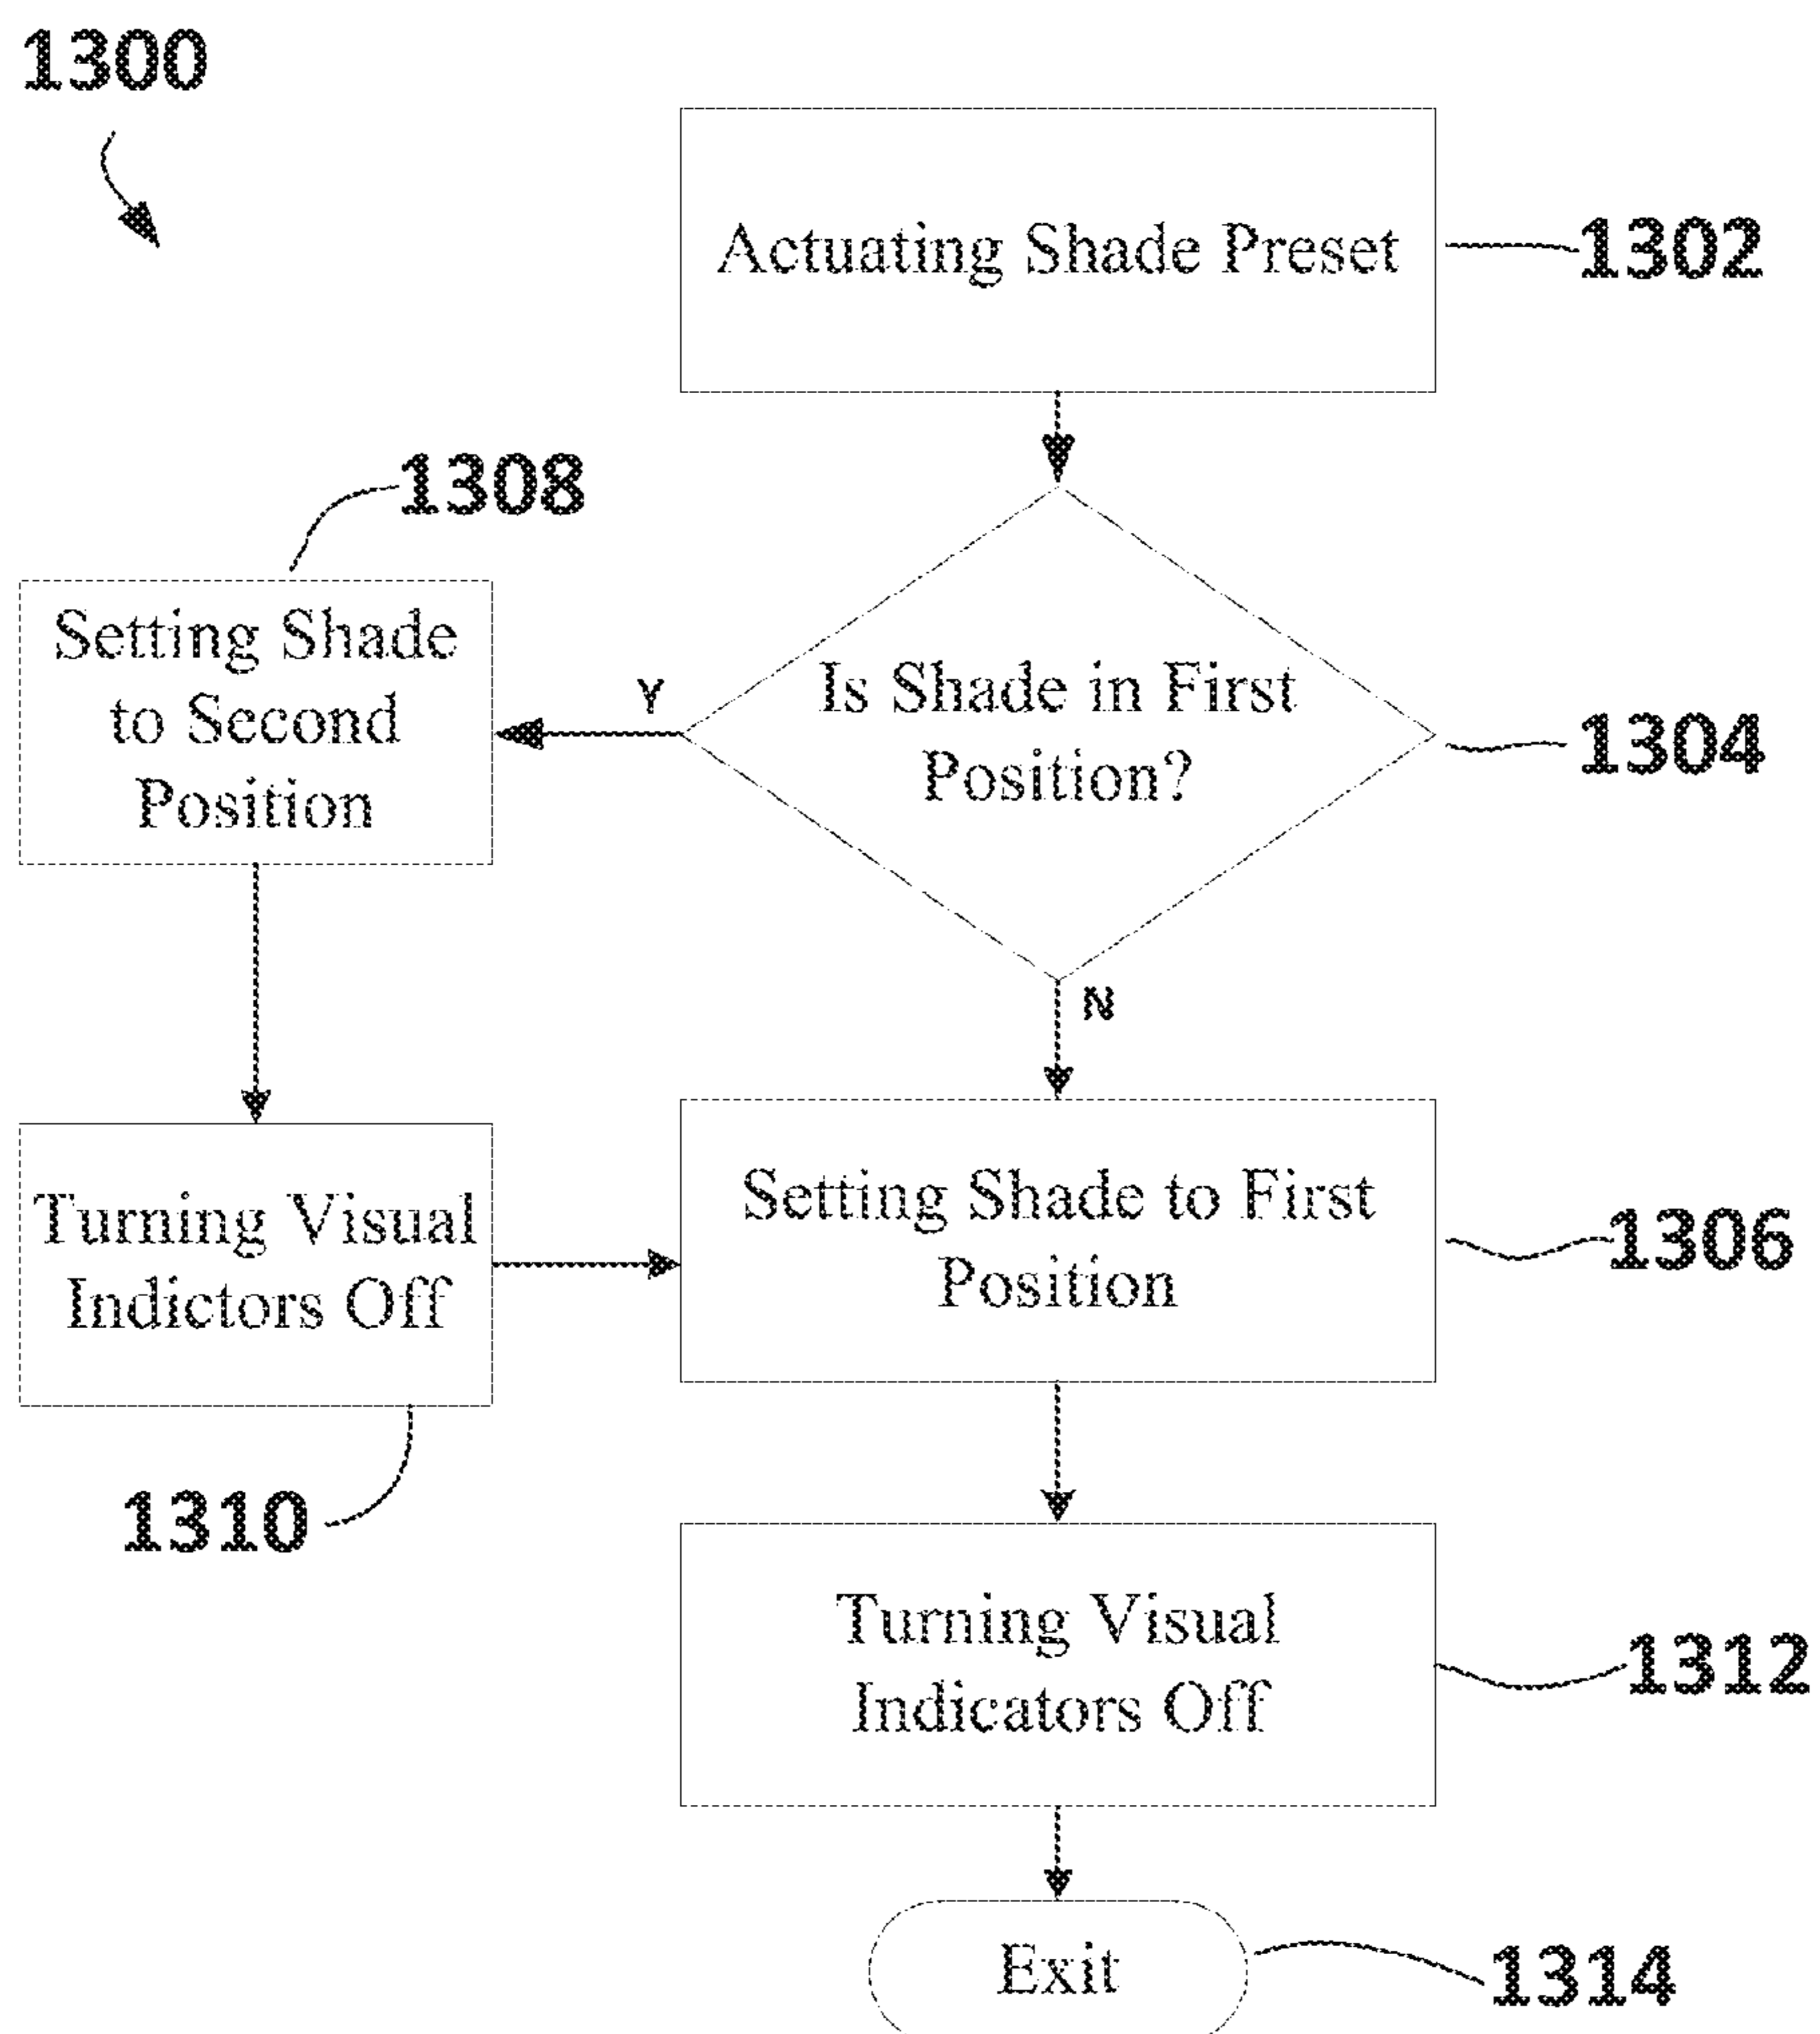 1300
Actuating Shade Preset
1302
1308
Setting Shade
to Second
Position
Y
Is Shade in First
Position?
1304
N
Turning Visual
Indictors Off
1310
Setting Shade to First
Position
1306
Turning Visual
Indicators Off
1312
Exit
1314